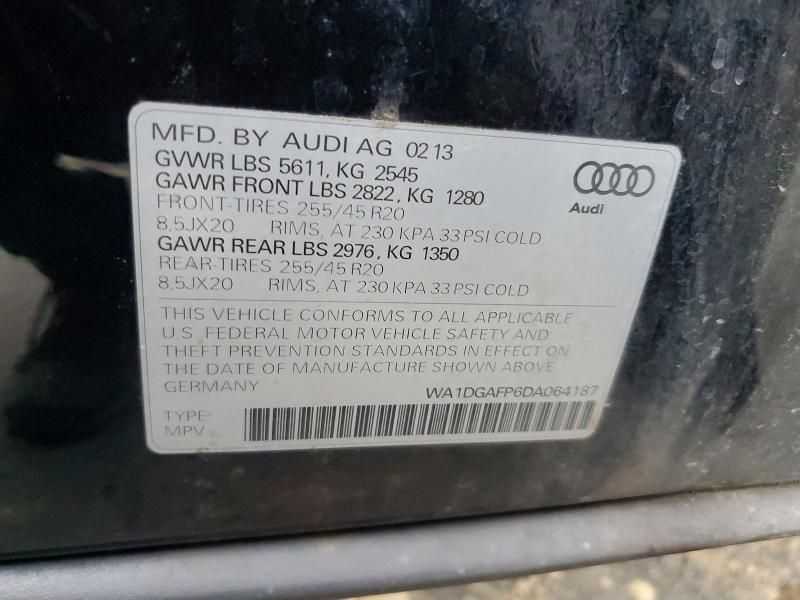 MFD. BY AUDI AG 02 13
GVWR LBS 5611, KG 2545
GAWR FRONT LBS 2822, KG 1280
FRONT-TIRES 255/45 R20
8,5JX20 RIMS, AT 230 KPA 33 PSI COLD
GAWR REAR LBS 2976, KG 1350
REAR-TIRES 255/45 R20
8,5JX20 RIMS, AT 230 KPA 33 PSI COLD
Audi
THIS VEHICLE CONFORMS TO ALL APPLICABLE
U.S. FEDERAL MOTOR VEHICLE SAFETY AND
THEFT PREVENTION STANDARDS IN EFFECT ON
THE DATE OF MANUFACTURE SHOWN ABOVE
GERMANY WA1DGAFP6DA064187
TYPE:
MPV